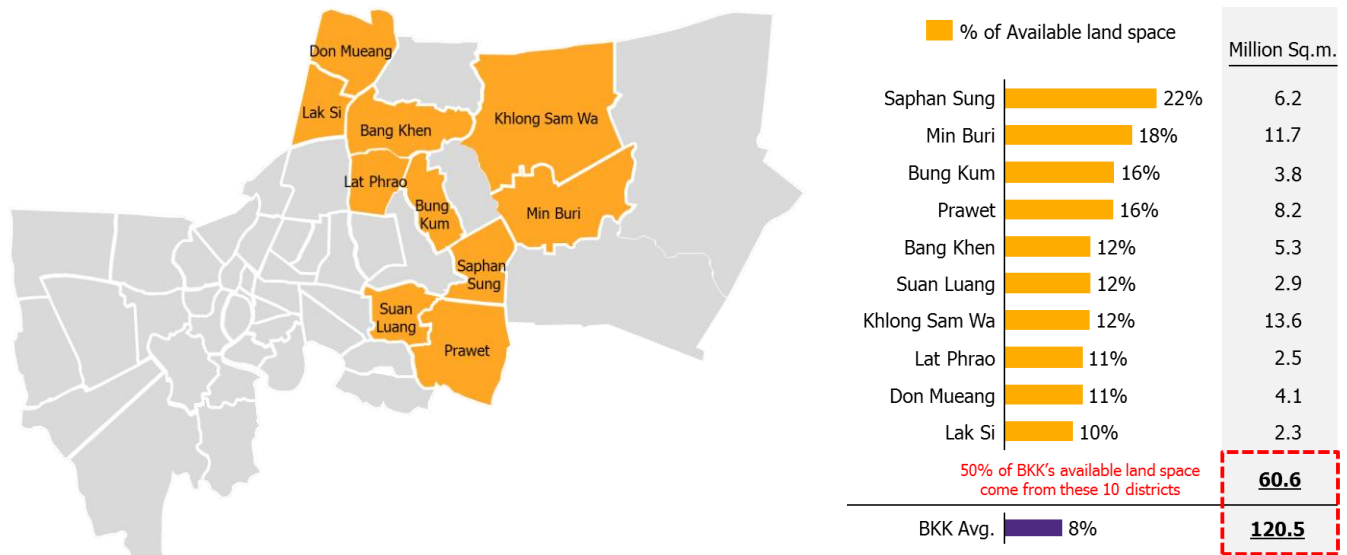 Don Mueang
Lak Si
Bang Khen
Khlong Sam Wa
Lat Phrao
Bung
Kum
Min Buri
Saphan
Sung
Suan
Luang
Prawet
% of Available land space
Million Sq.m.
Saphan Sung 22% 6.2
Min Buri 18% 11.7
Bung Kum 16% 3.8
Prawet 16% 8.2
Bang Khen 12% 5.3
Suan Luang 12% 2.9
Khlong Sam Wa 12% 13.6
Lat Phrao 11% 2.5
Don Mueang 11% 4.1
Lak Si 10% 2.3
50% of BKK's available land space
come from these 10 districts
60.6
BKK Avg. 8% 120.5